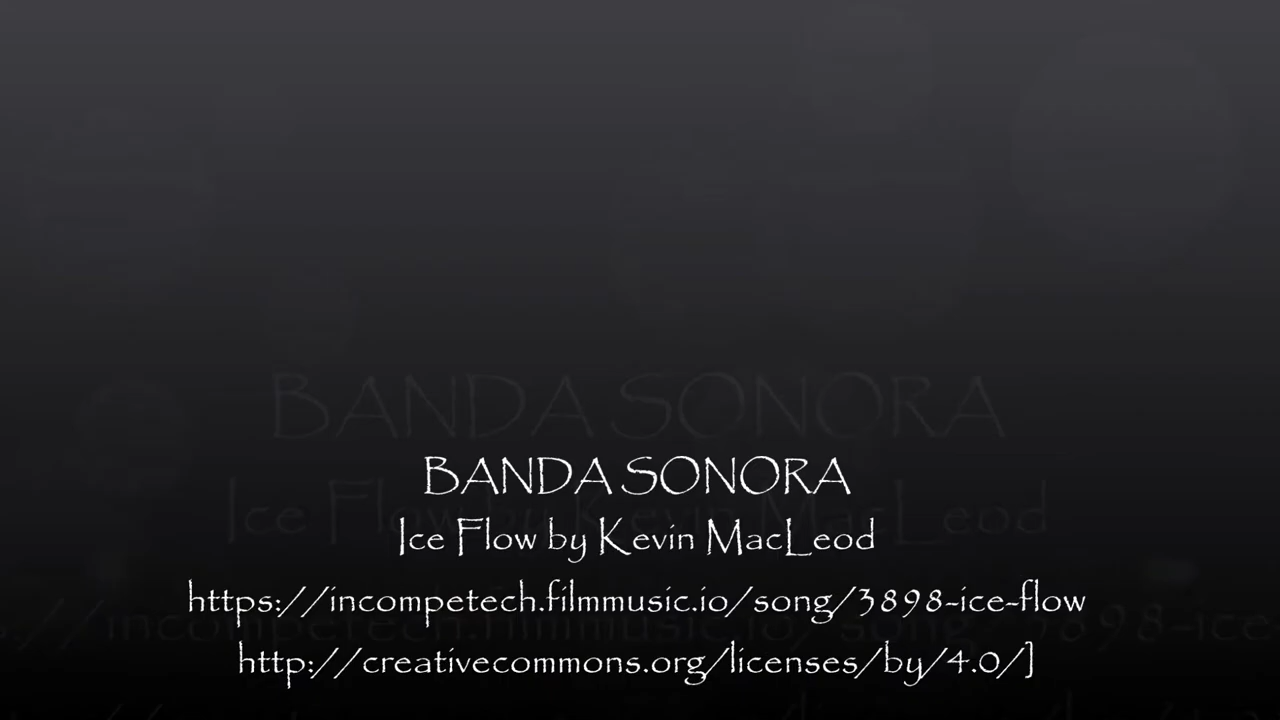 BANDA SONORA
Ice Flow by Kevin MacLeod
https://incompetech.filmmusic.io/song/3898-ice-flow
http://creativecommons.org/licenses/by/4.0/]